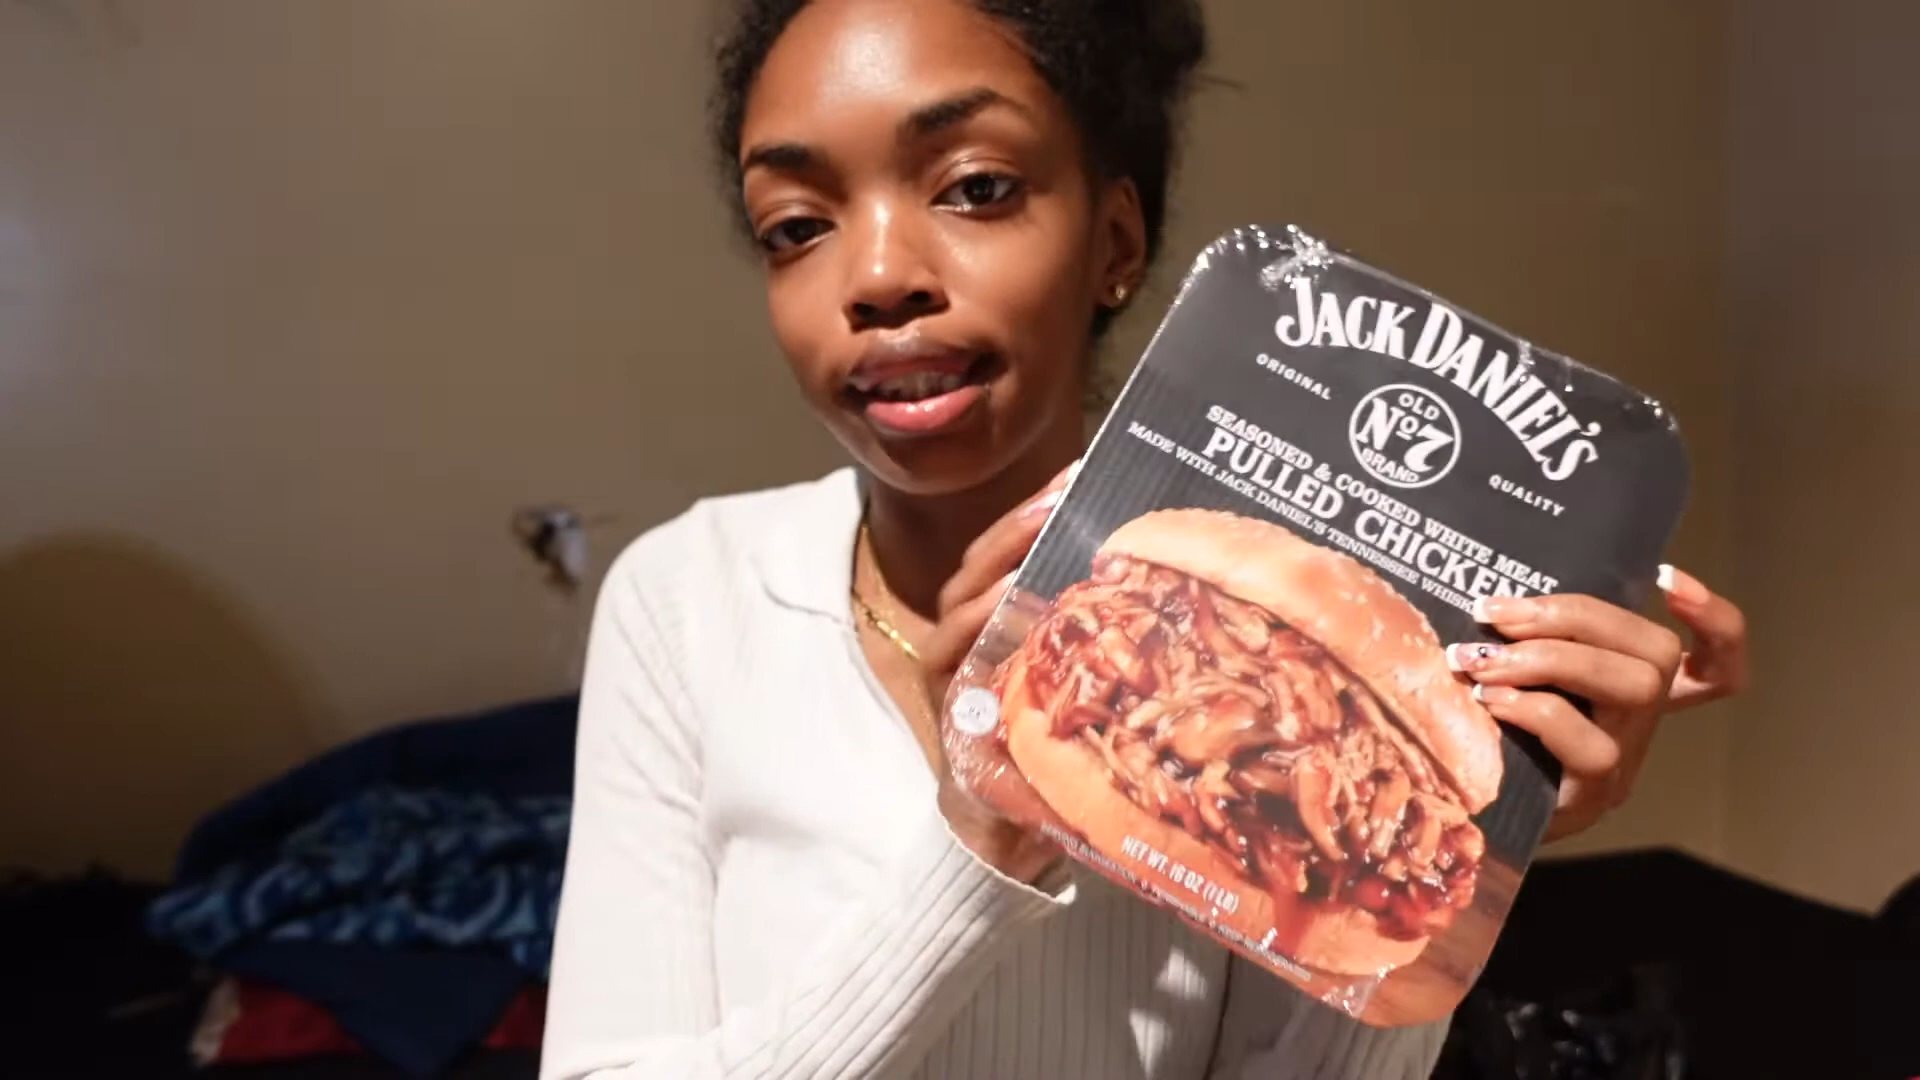 JACK DANIEL'S
ORIGINAL
QUALITY
OLD
No7
BRAND
SEASONED & COOKED WHITE MEAT
PULLED CHICKEN
MADE WITH JACK DANIEL'S TENNESSEE
NET WT. 16 OZ (1 LB)